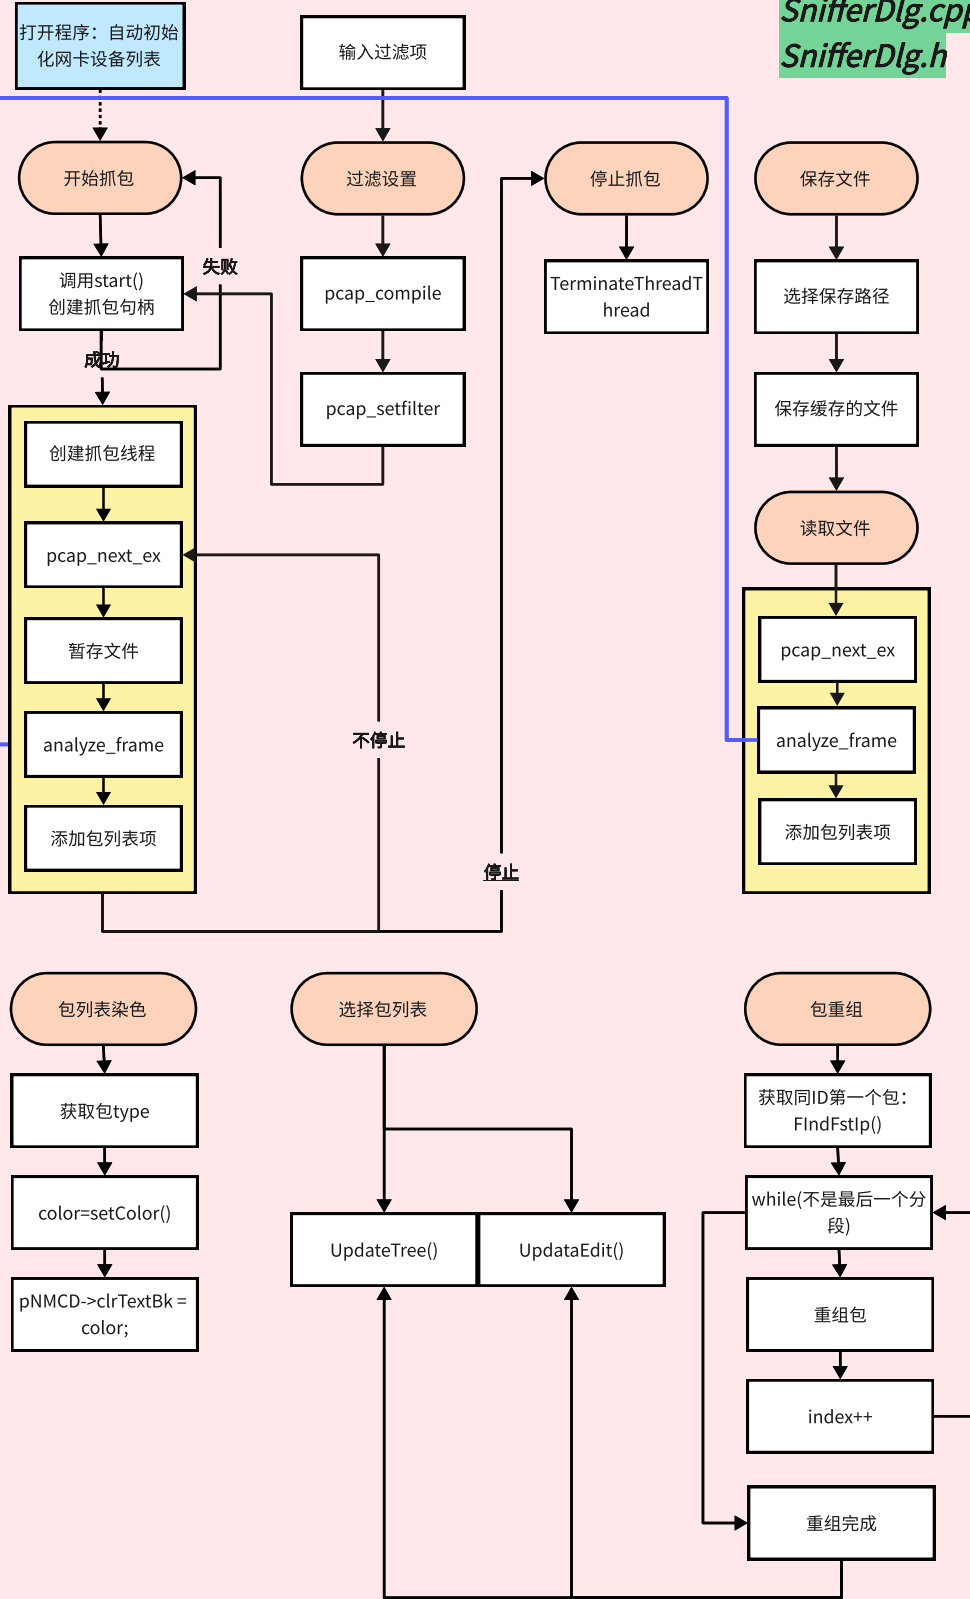 SnifferDlg.cpp
SnifferDlg.h
打开程序：自动初始
化网卡设备列表
输入过滤项
开始抓包
过滤设置
停止抓包
保存文件
失败
调用start()
创建抓包句柄
pcap_compile
TerminateThreadT
hread
选择保存路径
成功
pcap_setfilter
保存缓存的文件
创建抓包线程
pcap_next_ex
暂存文件
analyze_frame
添加包列表项
不停止
停止
读取文件
pcap_next_ex
analyze_frame
添加包列表项
包列表染色
获取包type
color=setColor()
pNMCD->clrTextBk =
color;
选择包列表
UpdateTree()
UpdataEdit()
包重组
获取同ID第一个包：
FIndFstIp()
while(不是最后一个分
段)
重组包
index++
重组完成